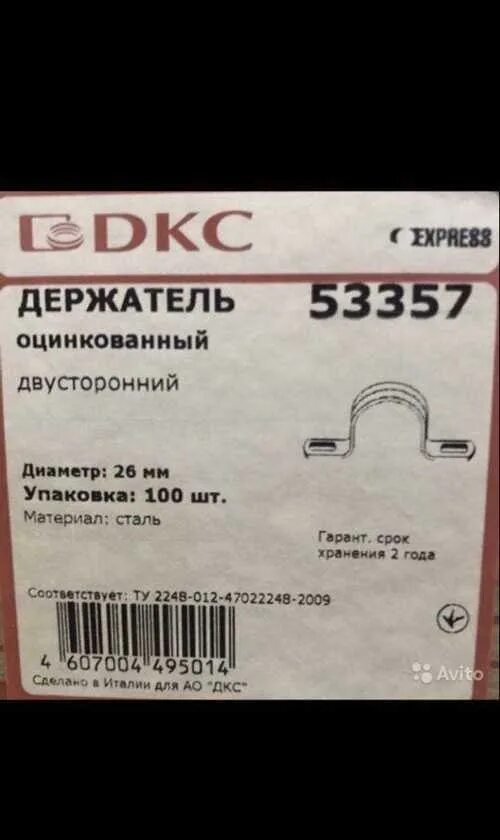 DKC
EXPRESS
ДЕРЖАТЕЛЬ
53357
оцинкованный
двусторонний
Диаметр: 26 мм
Упаковка: 100 шт.
Материал: сталь
Гарант. срок
хранения 2 года
Соответствует: ТУ 2248-012-47022248-2009
4 607004 495014
Сделано в Италии для АО "ДКС"
Avito